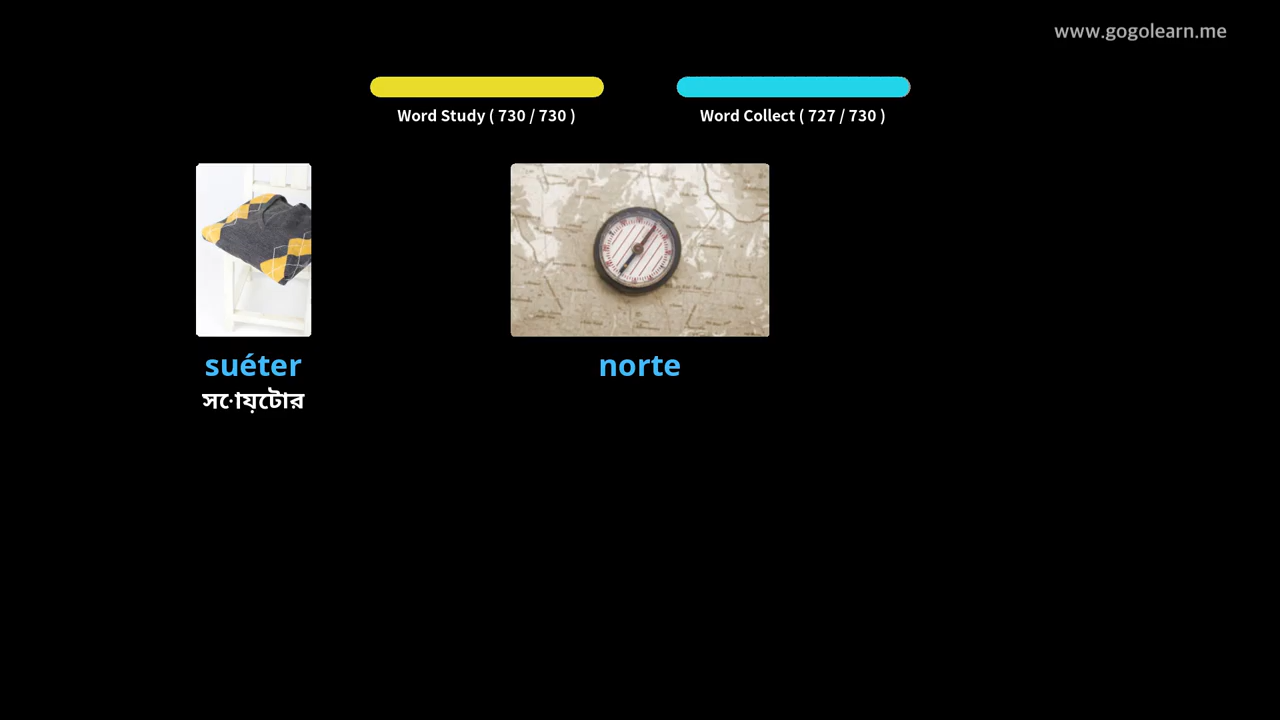 www.gogolearn.me
Word Study ( 730 / 730 )
Word Collect ( 727 / 730 )
suéter
সোয়েটার
norte